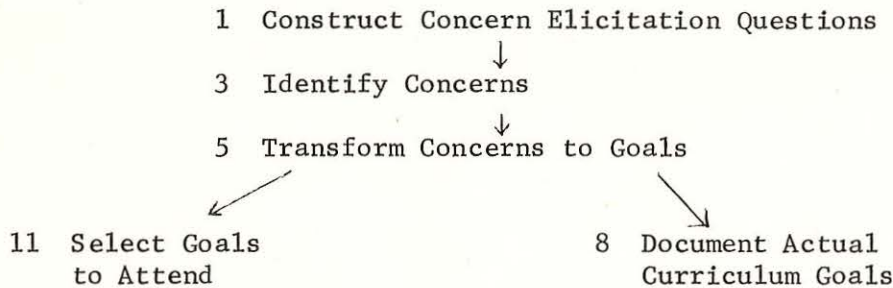 1 Construct Concern Elicitation Questions
3 Identify Concerns
5 Transform Concerns to Goals
11 Select Goals
to Attend
8 Document Actual
Curriculum Goals